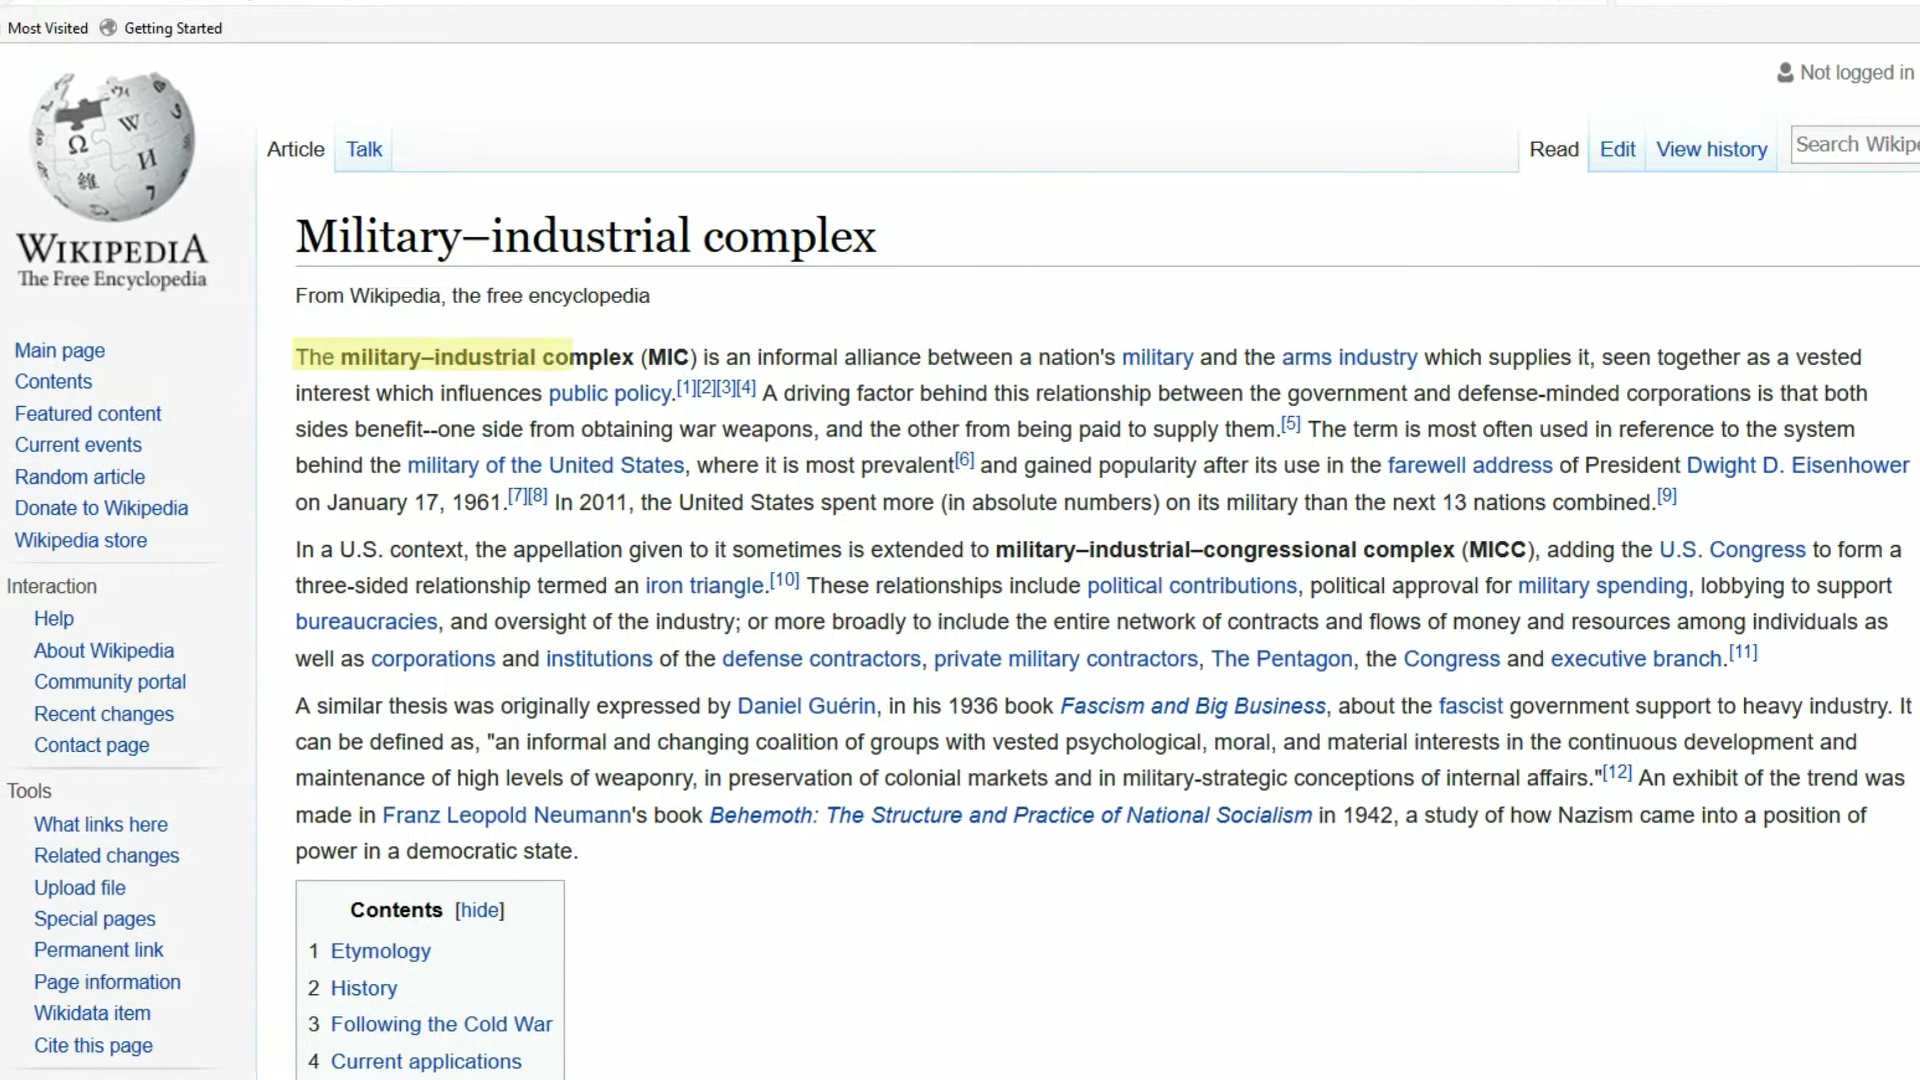 Most Visited Getting Started
Not logged in
Article Talk Read Edit View history Search
WIKIPEDIA
The Free Encyclopedia
Main page
Contents
Featured content
Current events
Random article
Donate to Wikipedia
Wikipedia store
Interaction
Help
About Wikipedia
Community portal
Recent changes
Contact page
Tools
What links here
Related changes
Upload file
Special pages
Permanent link
Page information
Wikidata item
Cite this page
Military–industrial complex
From Wikipedia, the free encyclopedia
The military–industrial complex (MIC) is an informal alliance between a nation's military and the arms industry which supplies it, seen together as a vested
interest which influences public policy.[1][2][3][4] A driving factor behind this relationship between the government and defense-minded corporations is that both
sides benefit--one side from obtaining war weapons, and the other from being paid to supply them.[5] The term is most often used in reference to the system
behind the military of the United States, where it is most prevalent[6] and gained popularity after its use in the farewell address of President Dwight D. Eisenhower
on January 17, 1961.[7][8] In 2011, the United States spent more (in absolute numbers) on its military than the next 13 nations combined.[9]
In a U.S. context, the appellation given to it sometimes is extended to military–industrial–congressional complex (MICC), adding the U.S. Congress to form a
three-sided relationship termed an iron triangle.[10] These relationships include political contributions, political approval for military spending, lobbying to support
bureaucracies, and oversight of the industry; or more broadly to include the entire network of contracts and flows of money and resources among individuals as
well as corporations and institutions of the defense contractors, private military contractors, The Pentagon, the Congress and executive branch.[11]
A similar thesis was originally expressed by Daniel Guérin, in his 1936 book Fascism and Big Business, about the fascist government support to heavy industry. It
can be defined as, "an informal and changing coalition of groups with vested psychological, moral, and material interests in the continuous development and
maintenance of high levels of weaponry, in preservation of colonial markets and in military-strategic conceptions of internal affairs."[12] An exhibit of the trend was
made in Franz Leopold Neumann's book Behemoth: The Structure and Practice of National Socialism in 1942, a study of how Nazism came into a position of
power in a democratic state.
Contents [hide]
1 Etymology
2 History
3 Following the Cold War
4 Current applications